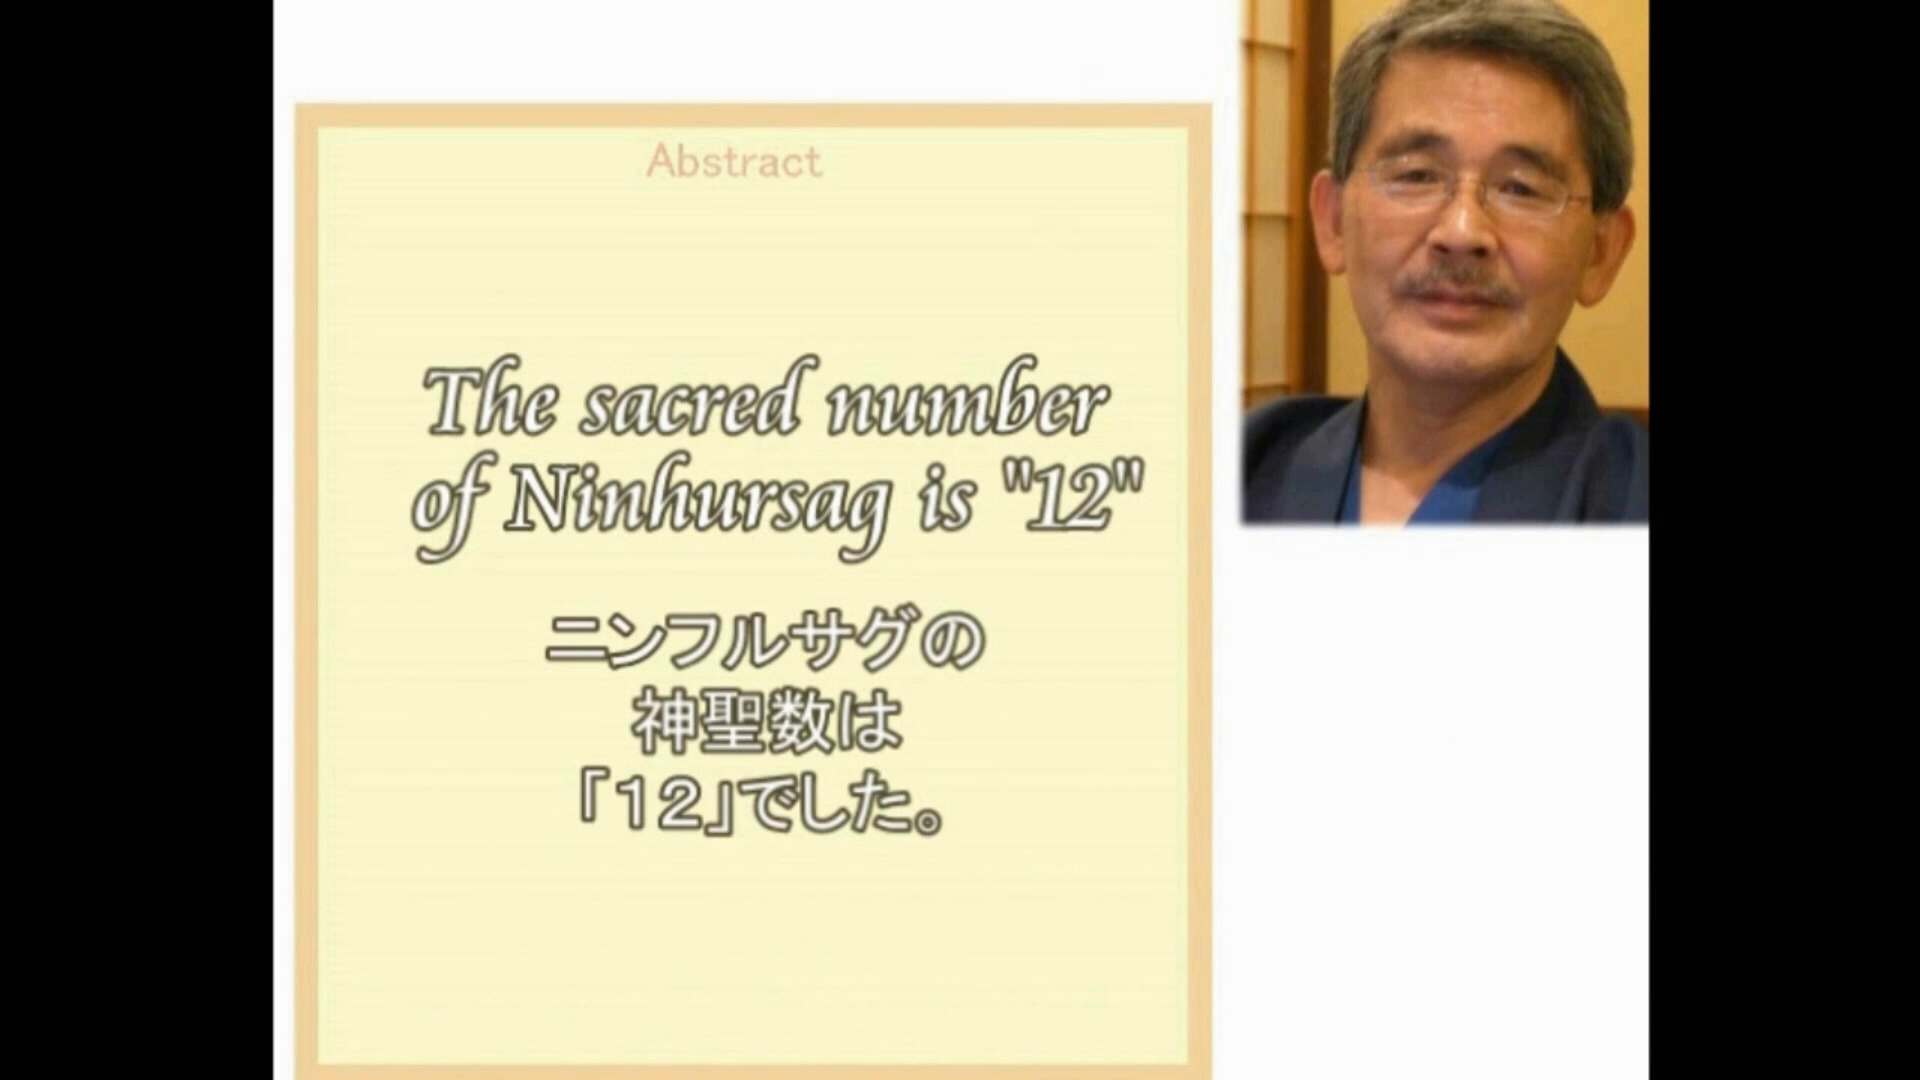 Abstract
The sacred number
of Ninhursag is "12"
ニンフルサグの
神聖数は
「１２」でした。